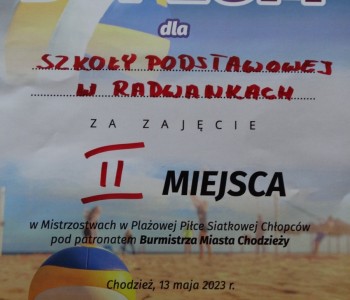 dla
SZKOŁY PODSTAWOWEJ
W RADWANKACH
ZA ZAJĘCIE
II MIEJSCA
w Mistrzostwach w Plażowej Piłce Siatkowej Chłopców
pod patronatem Burmistrza Miasta Chodzieży
Chodzież, 13 maja 2023 r.